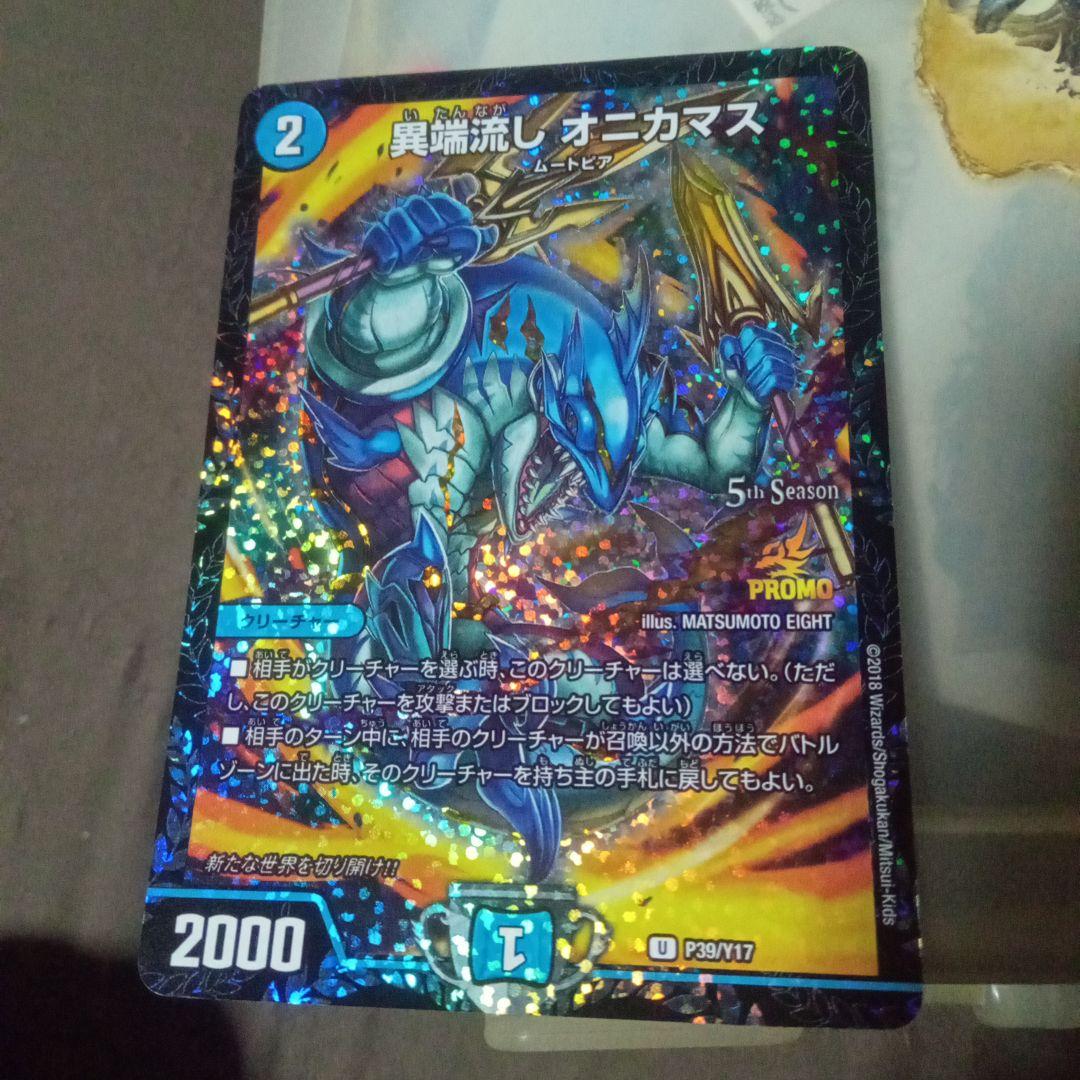 2
異端流し オニカマス
ムートピア
5th Season
PROMO
クリーチャー
illus. MATSUMOTO EIGHT
■相手がクリーチャーを選ぶ時、このクリーチャーは選べない。(ただ
し、このクリーチャーを攻撃またはブロックしてもよい)
■相手のターン中に、相手のクリーチャーが召喚以外の方法でバトル
ゾーンに出た時、そのクリーチャーを持ち主の手札に戻してもよい。
新たな世界を切り開け!!
2000
1
U P39/Y17
©2018 Wizards/Shogakukan/Mitsui-Kids